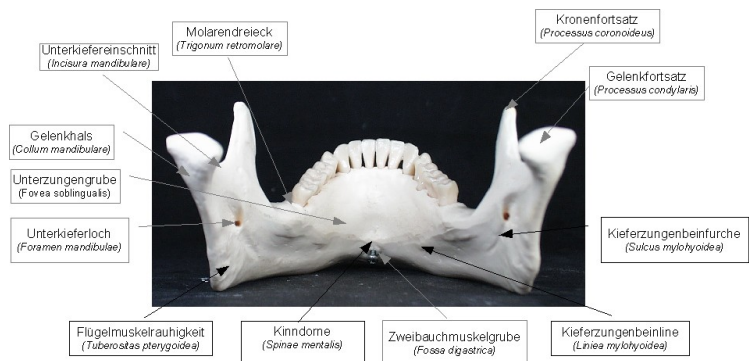 Kronenfortsatz
(Processus coronoideus)
Molarendreieck
(Trigonum retromolare)
Unterkiefereinschnitt
(Incisura mandibulare)
Gelenkfortsatz
(Processus condylaris)
Gelenkhals
(Collum mandibulare)
Unterzungengrube
(Fovea soblingualis)
Unterkieferloch
(Foramen mandibulae)
Kieferzungenbeinfurche
(Sulcus mylohyoidea)
Flügelmuskelrauhigkeit
(Tuberositas pterygoidea)
Kinndorne
(Spinae mentalis)
Zweibauchmuskelgrube
(Fossa digastrica)
Kieferzungenbeinline
(Liniea mylohyoidea)